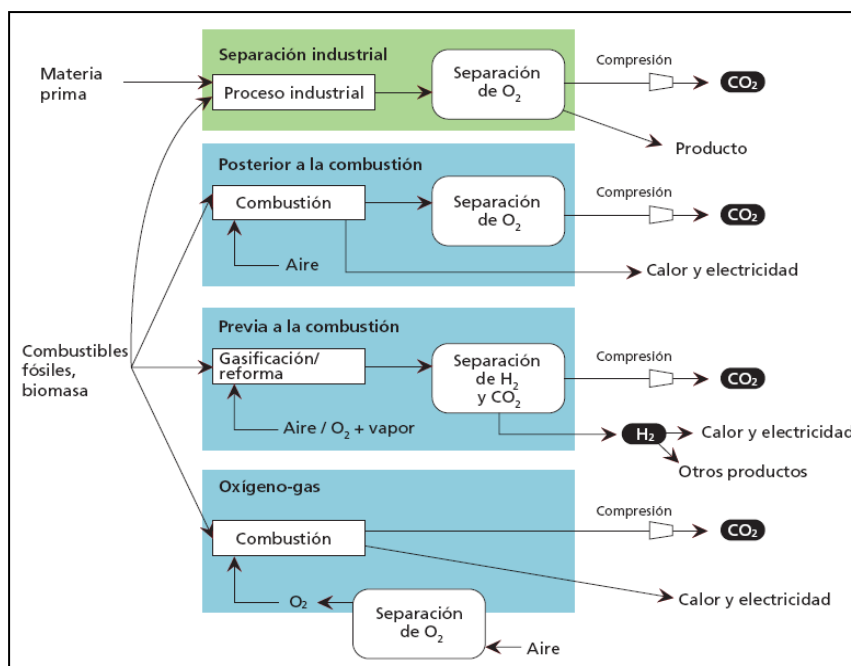 Separación industrial
Materia
prima
Proceso industrial
Separación
de O₂
Compresión
CO₂
Producto
Posterior a la combustión
Combustión
Separación
de O₂
Compresión
CO₂
Aire
Calor y electricidad
Combustibles
fósiles,
biomasa
Previa a la combustión
Gasificación/
reforma
Separación
de H₂
y CO₂
Compresión
CO₂
Aire / O₂ + vapor
H₂
Calor y electricidad
Otros productos
Oxígeno-gas
Combustión
Compresión
CO₂
O₂
Calor y electricidad
Separación
de O₂
Aire